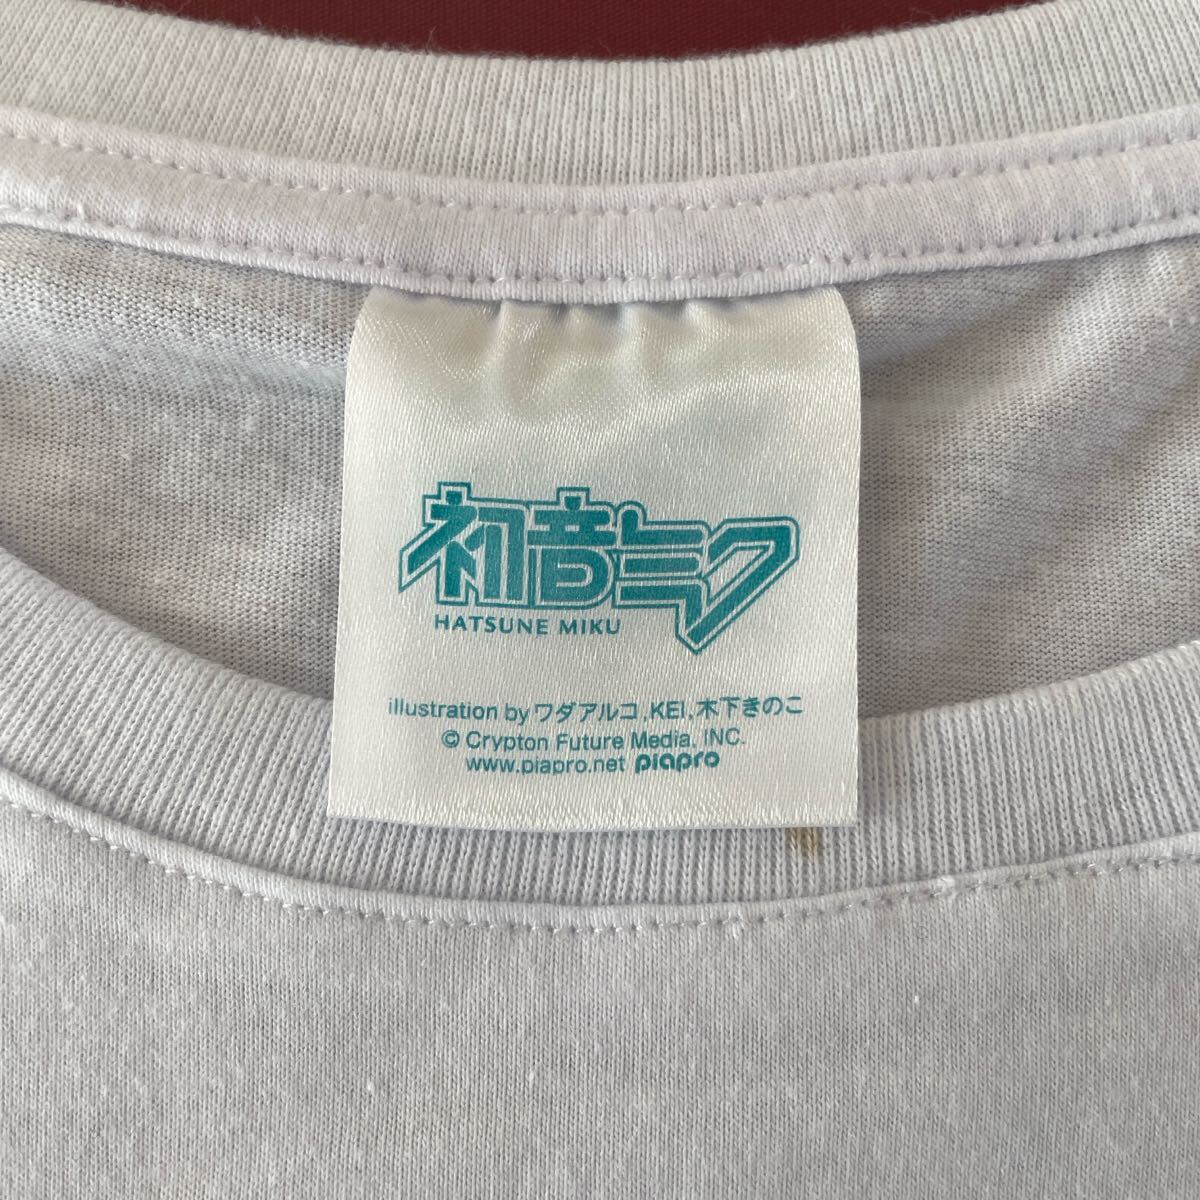 初音ミク
HATSUNE MIKU
illustration by ワダアルコ,KEI,木下きのこ
© Crypton Future Media, INC.
www.piapro.net piapro